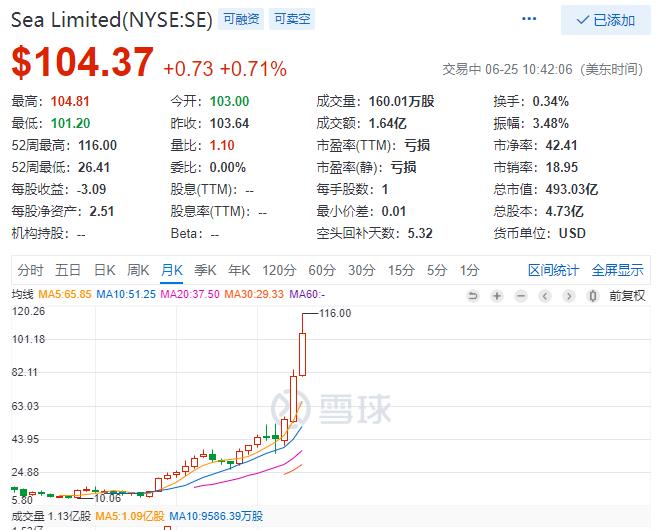 Sea Limited(NYSE:SE) 可融资 可卖空 ··· 已添加
$104.37 +0.73 +0.71% 交易中 06-25 10:42:06（美东时间）
最高：104.81 今开：103.00 成交量：160.01万股 换手：0.34%
最低：101.20 昨收：103.64 成交额：1.64亿 振幅：3.48%
52周最高：116.00 量比：1.10 市盈率(TTM)：亏损 市净率：42.41
52周最低：26.41 委比：0.00% 市盈率(静)：亏损 市销率：18.95
每股收益：-3.09 股息(TTM)：-- 每手股数：1 总市值：493.03亿
每股净资产：2.51 股息率(TTM)：-- 最小价差：0.01 总股本：4.73亿
机构持股：-- Beta：-- 空头回补天数：5.32 货币单位：USD
分时 五日 日K 周K 月K 季K 年K 120分 60分 30分 15分 5分 1分 区间统计 全屏显示
均线 MA5:65.85 MA10:51.25 MA20:37.50 MA30:29.33 MA60:- 前复权
120.26
116.00
101.18
82.11
63.03
雪球
43.95
24.88
5.80
10.06
成交量 1.13亿股 MA5:1.09亿股 MA10:9586.39万股